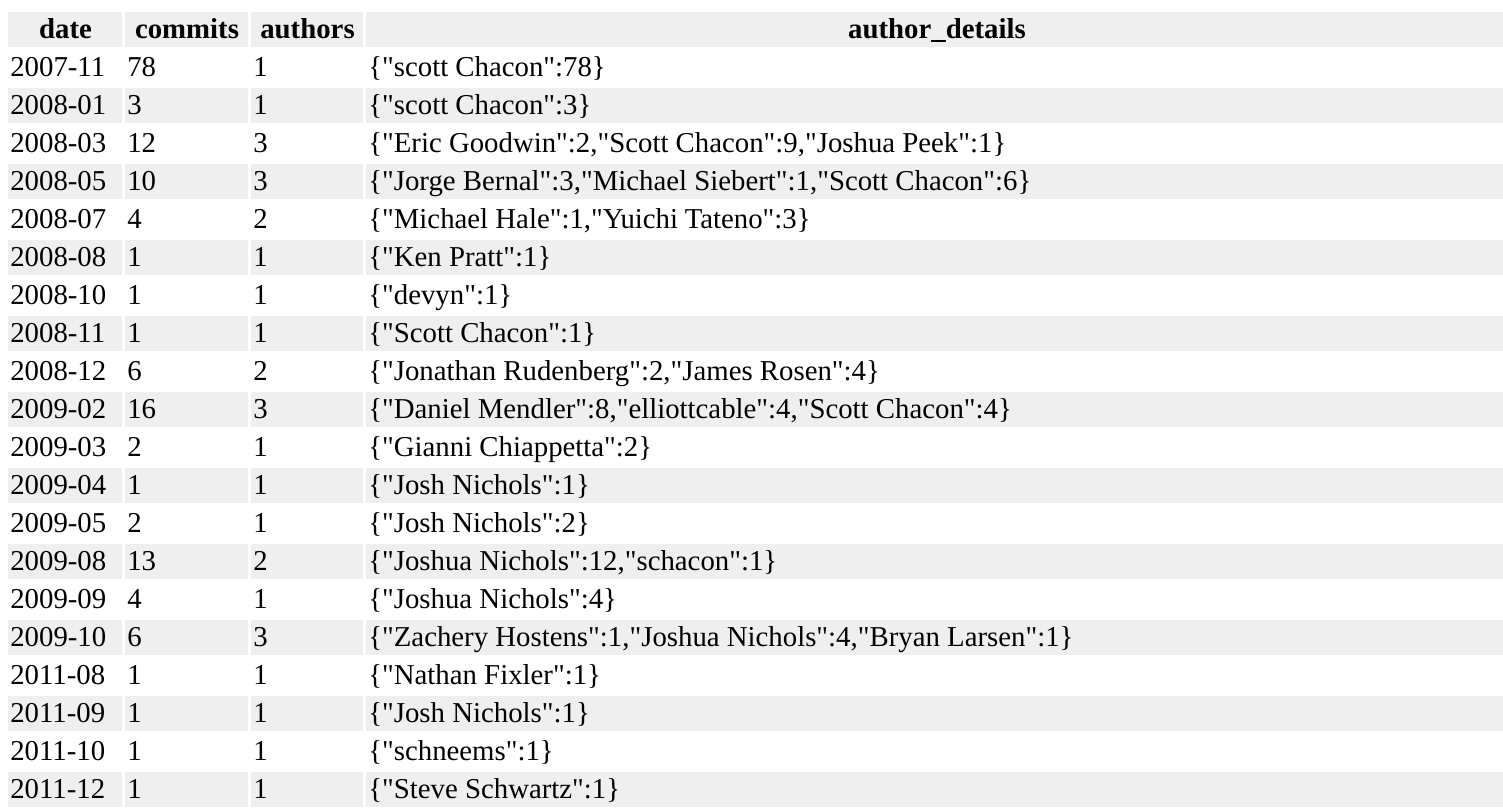 date commits authors author_details
2007-11 78 1 {"scott Chacon":78}
2008-01 3 1 {"scott Chacon":3}
2008-03 12 3 {"Eric Goodwin":2,"Scott Chacon":9,"Joshua Peek":1}
2008-05 10 3 {"Jorge Bernal":3,"Michael Siebert":1,"Scott Chacon":6}
2008-07 4 2 {"Michael Hale":1,"Yuichi Tateno":3}
2008-08 1 1 {"Ken Pratt":1}
2008-10 1 1 {"devyn":1}
2008-11 1 1 {"Scott Chacon":1}
2008-12 6 2 {"Jonathan Rudenberg":2,"James Rosen":4}
2009-02 16 3 {"Daniel Mendler":8,"elliottcable":4,"Scott Chacon":4}
2009-03 2 1 {"Gianni Chiappetta":2}
2009-04 1 1 {"Josh Nichols":1}
2009-05 2 1 {"Josh Nichols":2}
2009-08 13 2 {"Joshua Nichols":12,"schacon":1}
2009-09 4 1 {"Joshua Nichols":4}
2009-10 6 3 {"Zachery Hostens":1,"Joshua Nichols":4,"Bryan Larsen":1}
2011-08 1 1 {"Nathan Fixler":1}
2011-09 1 1 {"Josh Nichols":1}
2011-10 1 1 {"schneems":1}
2011-12 1 1 {"Steve Schwartz":1}